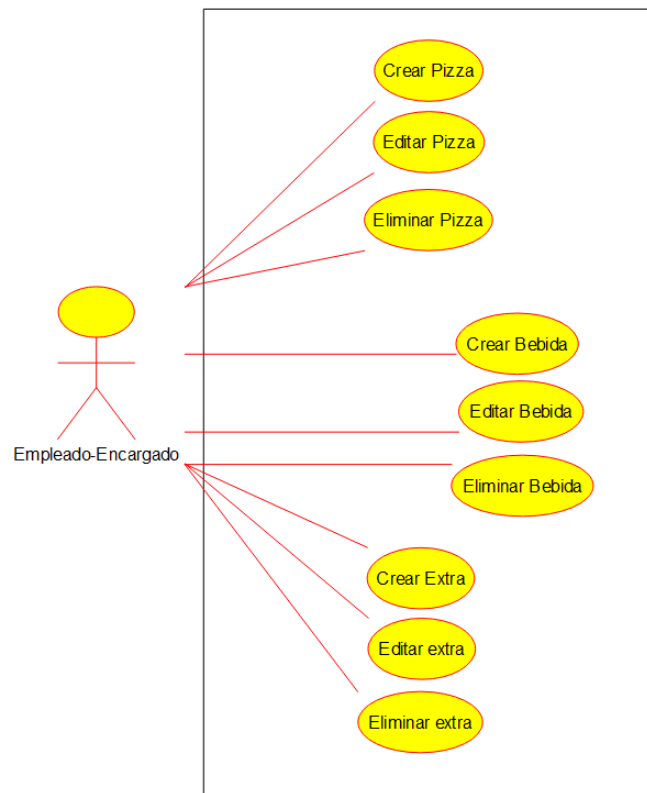 Crear Pizza
Editar Pizza
Eliminar Pizza
Crear Bebida
Editar Bebida
Empleado-Encargado
Eliminar Bebida
Crear Extra
Editar extra
Eliminar extra